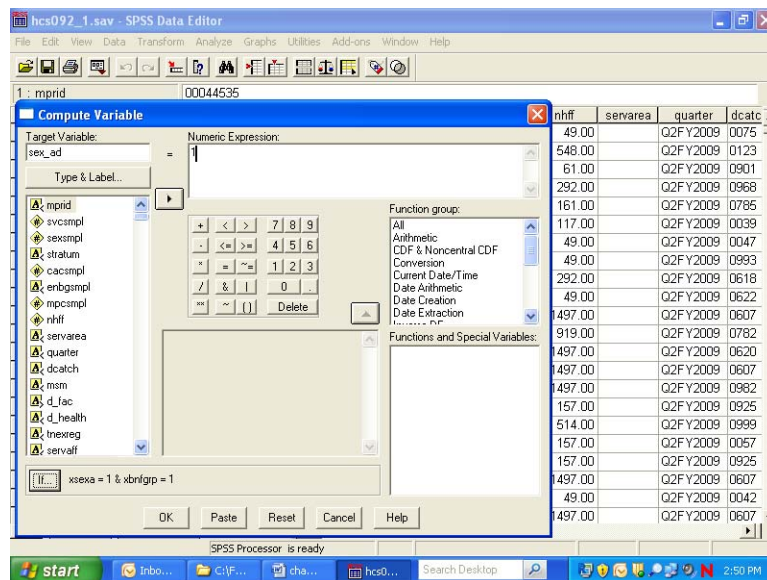 hcs092_1.sav - SPSS Data Editor
File Edit View Data Transform Analyze Graphs Utilities Add-ons Window Help
1 : mprid 00044535
Compute Variable
Target Variable:
sex_ad
=
Numeric Expression:
1
Type & Label...
mprid
svcsmpl
sexsmpl
stratum
cacsmpl
enbgsmpl
mpcsmpl
nhff
servarea
quarter
dcatch
msm
d_fac
d_health
tnexreg
servaff
+ < > 7 8 9
- <= >= 4 5 6
* = ~= 1 2 3
/ & | 0 .
** ~ () Delete
Function group:
All
Arithmetic
CDF & Noncentral CDF
Conversion
Current Date/Time
Date Arithmetic
Date Creation
Date Extraction
Functions and Special Variables:
If... xsexa = 1 & xbnfgrp = 1
OK Paste Reset Cancel Help
nhff servarea quarter dcatc
49.00 Q2FY2009 0075
548.00 Q2FY2009 0123
61.00 Q2FY2009 0901
292.00 Q2FY2009 0968
161.00 Q2FY2009 0785
117.00 Q2FY2009 0039
49.00 Q2FY2009 0047
49.00 Q2FY2009 0993
292.00 Q2FY2009 0618
49.00 Q2FY2009 0622
1497.00 Q2FY2009 0607
919.00 Q2FY2009 0782
1497.00 Q2FY2009 0620
1497.00 Q2FY2009 0607
1497.00 Q2FY2009 0982
157.00 Q2FY2009 0925
514.00 Q2FY2009 0999
157.00 Q2FY2009 0057
157.00 Q2FY2009 0925
1497.00 Q2FY2009 0607
49.00 Q2FY2009 0042
1497.00 Q2FY2009 0607
SPSS Processor is ready
start Inbo... C:\F... cha... hcs0... Search Desktop 2:50 PM